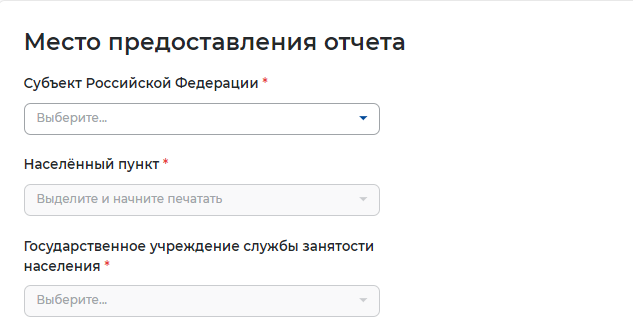 Место предоставления отчета
Субъект Российской Федерации *
Выберите...
Населённый пункт *
Выделите и начните печатать
Государственное учреждение службы занятости
населения *
Выберите...